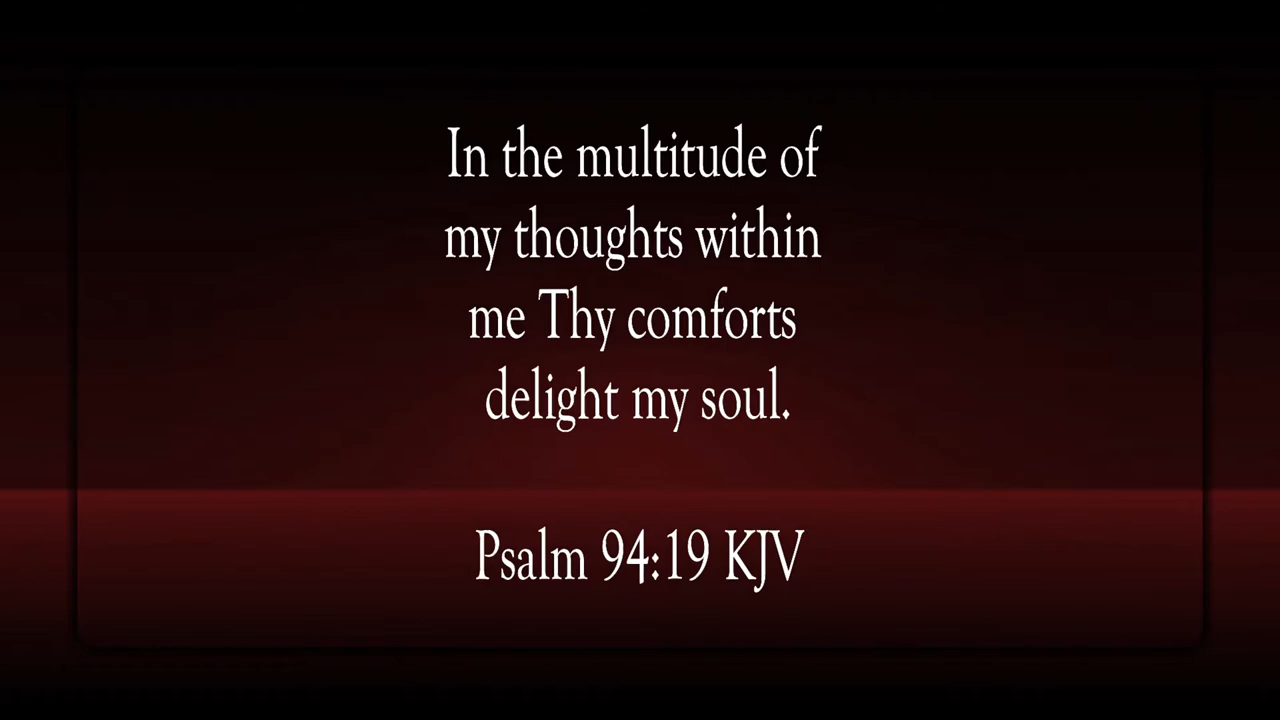 In the multitude of
my thoughts within
me Thy comforts
delight my soul.
Psalm 94:19 KJV